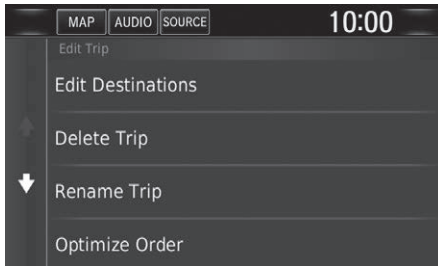 MAP AUDIO SOURCE 10:00
Edit Trip
Edit Destinations
Delete Trip
Rename Trip
Optimize Order